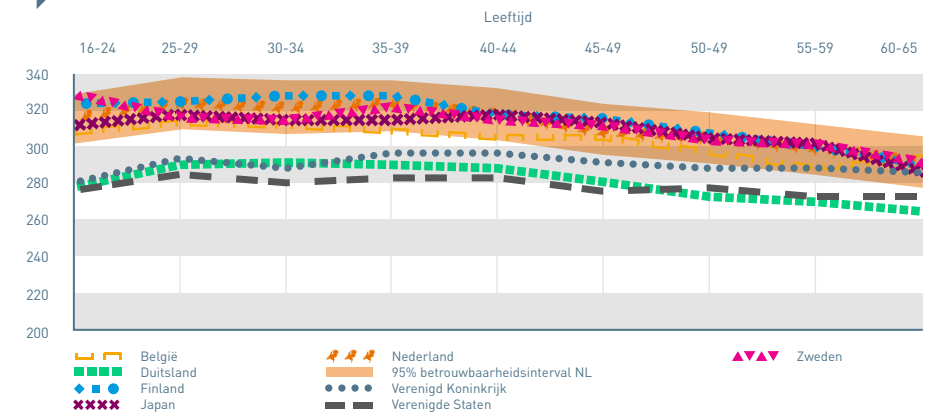 Leeftijd
16-24 25-29 30-34 35-39 40-44 45-49 50-49 55-59 60-65
340
320
300
280
260
240
220
200
België Nederland Zweden
Duitsland 95% betrouwbaarheidsinterval NL
Finland Verenigd Koninkrijk
Japan Verenigde Staten